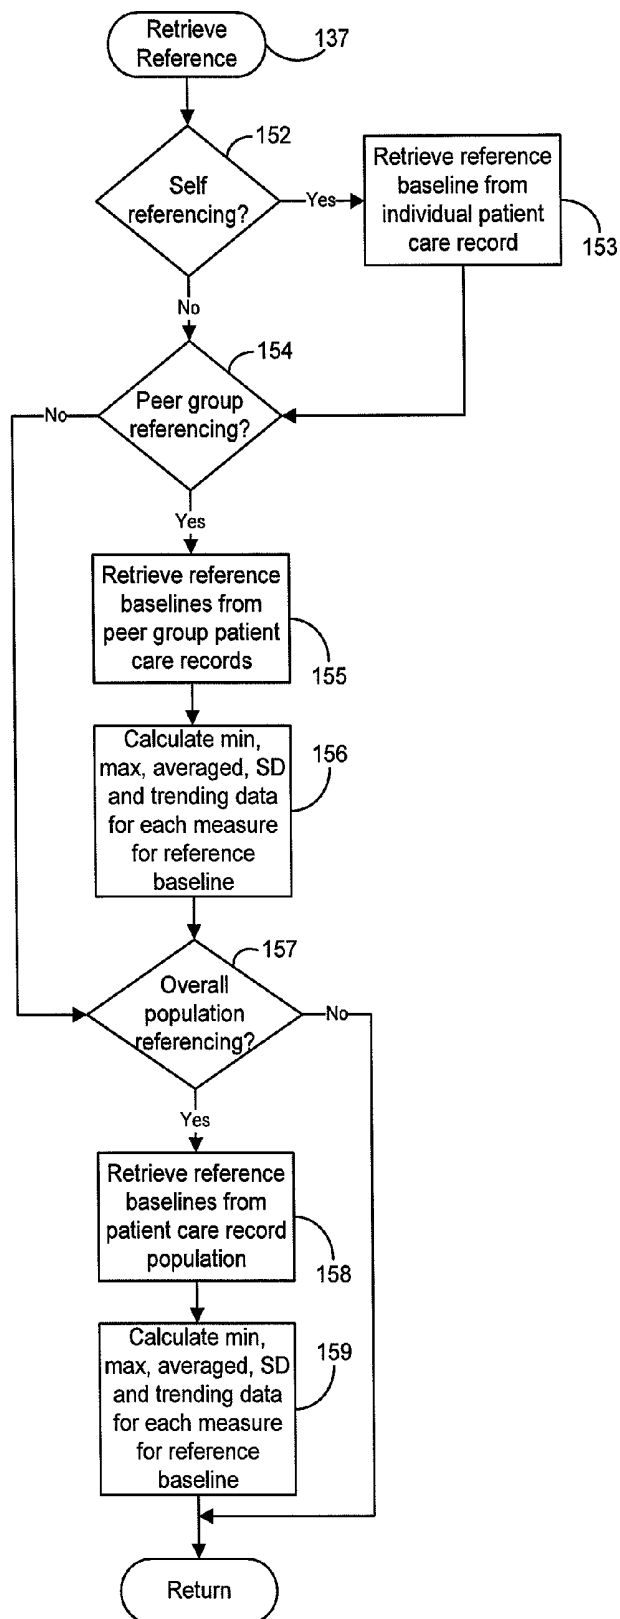 Retrieve
Reference
137
152
Self
referencing?
Yes
Retrieve reference
baseline from
individual patient
care record
153
No
154
Peer group
referencing?
No
Yes
Retrieve reference
baselines from
peer group patient
care records
155
Calculate min,
max, averaged, SD
and trending data
for each measure
for reference
baseline
156
157
Overall
population
referencing?
No
Yes
Retrieve reference
baselines from
patient care record
population
158
Calculate min,
max, averaged, SD
and trending data
for each measure
for reference
baseline
159
Return